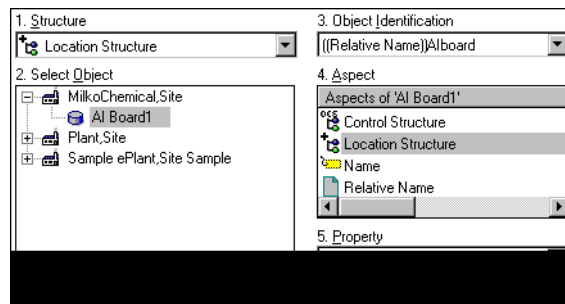 1. Structure
Location Structure
2. Select Object
MilkoChemical,Site
AI Board1
Plant,Site
Sample ePlant,Site Sample
3. Object Identification
((Relative Name))AIboard
4. Aspect
Aspects of 'AI Board1'
Control Structure
Location Structure
Name
Relative Name
5. Property